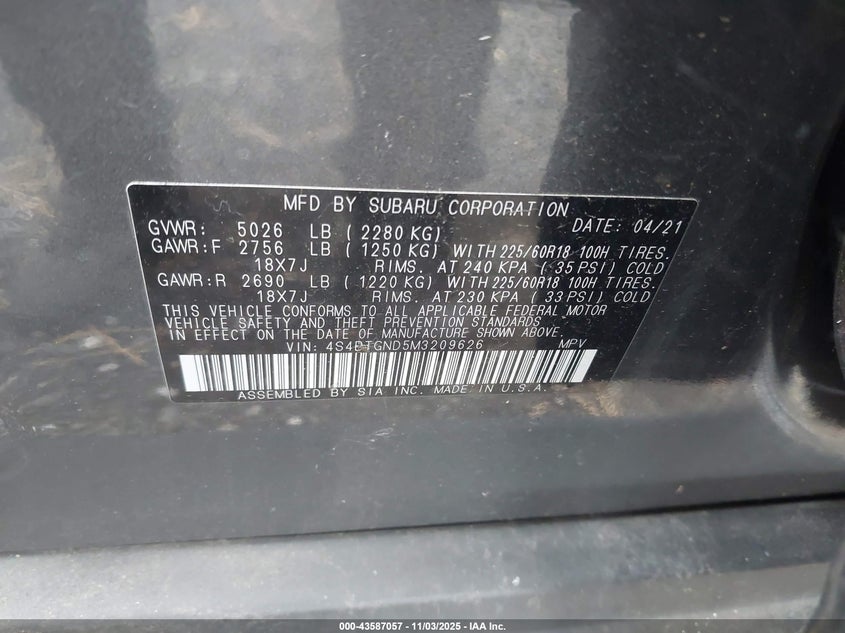 MFD BY SUBARU CORPORATION DATE: 04/21
GVWR: 5026 LB (2280 KG)
GAWR:F 2756 LB (1250 KG) WITH 225/60R18 100H TIRES.
18X7J RIMS. AT 240 KPA (35 PSI) COLD
GAWR:R 2690 LB (1220 KG) WITH 225/60R18 100H TIRES.
18X7J RIMS. AT 230 KPA (33 PSI) COLD
THIS VEHICLE CONFORMS TO ALL APPLICABLE FEDERAL MOTOR
VEHICLE SAFETY AND THEFT PREVENTION STANDARDS
IN EFFECT ON THE DATE OF MANUFACTURE SHOWN ABOVE.
VIN: 4S4BTGND5M3209626 MPV
ASSEMBLED BY SIA INC. MADE IN U.S.A.
000-43587057 - 11/03/2025 - IAA Inc.